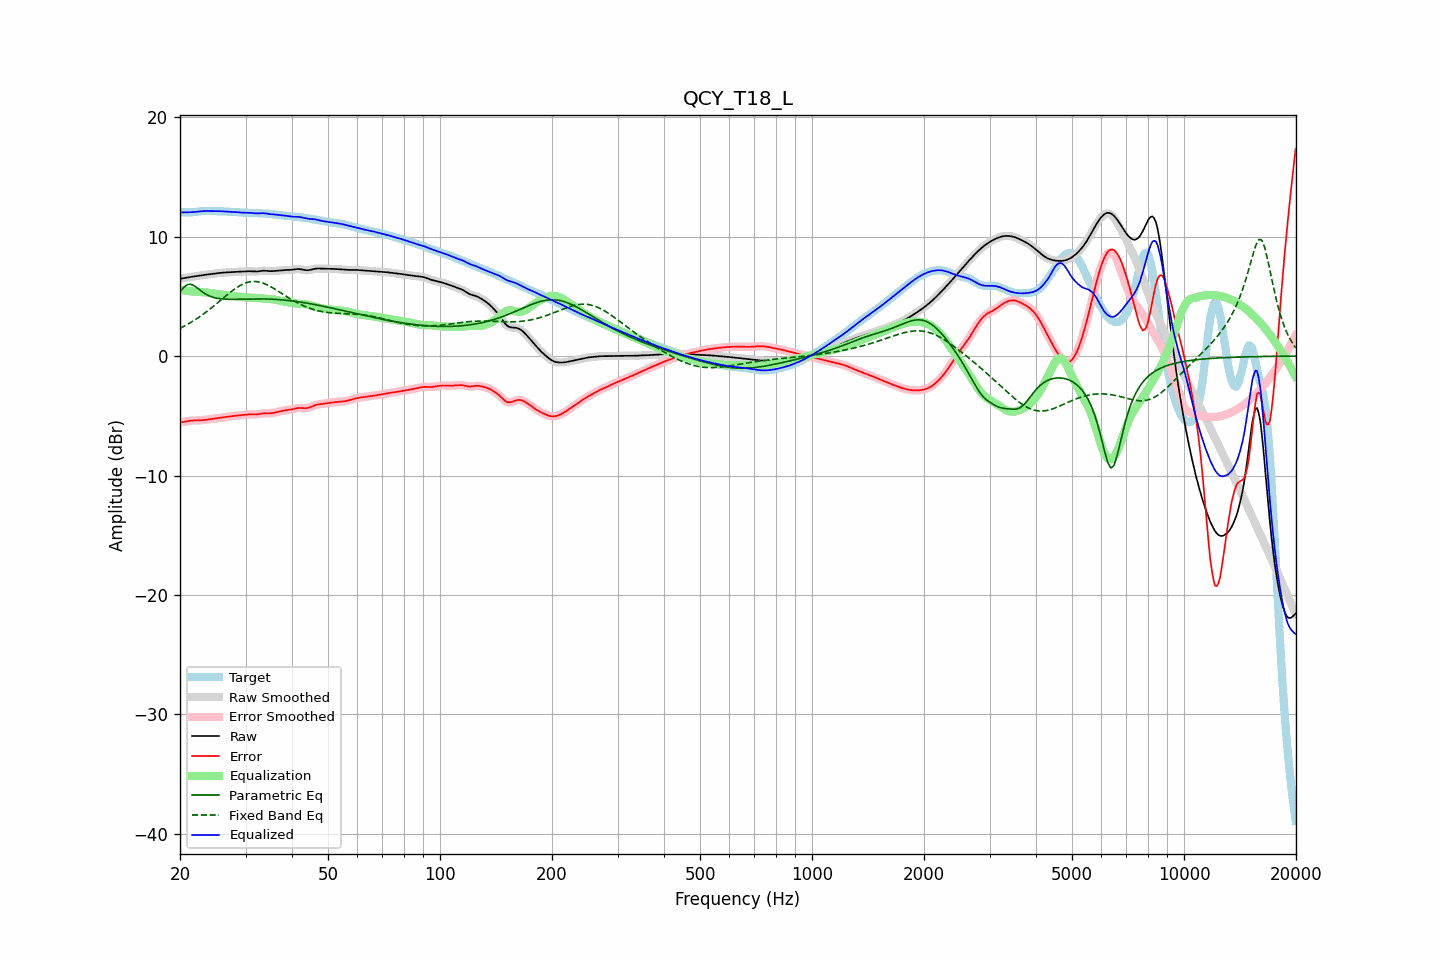 QCY_T18_L
20
10
0
−10
−20
−30
−40
Amplitude (dBr)
Target
Raw Smoothed
Error Smoothed
Raw
Error
Equalization
Parametric Eq
Fixed Band Eq
Equalized
20 50 100 200 500 1000 2000 5000 10000 20000
Frequency (Hz)